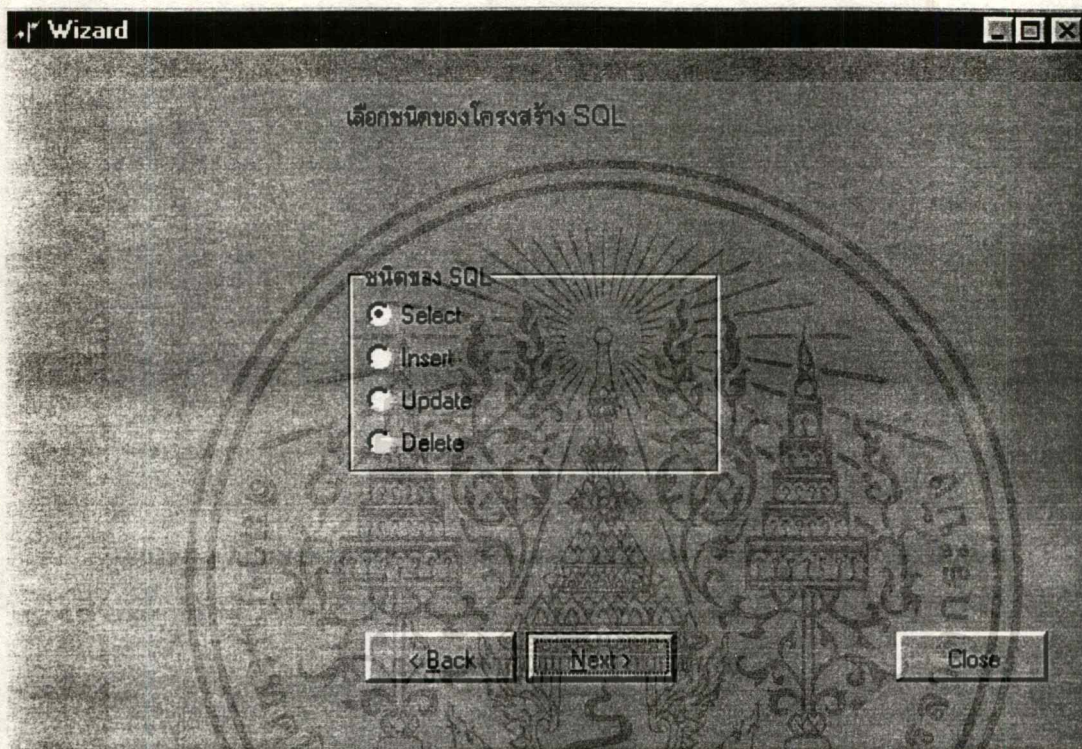 Wizard
เลือกชนิดของโครงสร้าง SQL
ชนิดของ SQL
Select
Insert
Update
Delete
< Back
Next >
Close